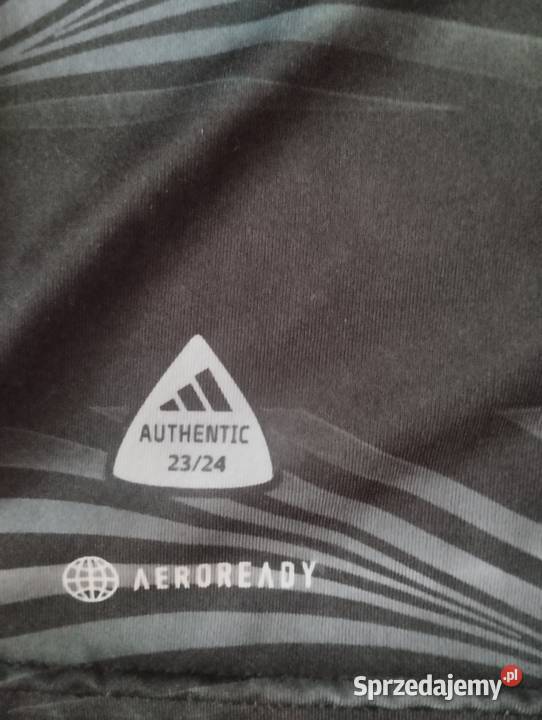 AUTHENTIC
23/24
AEROREADY
Sprzedajemy.pl